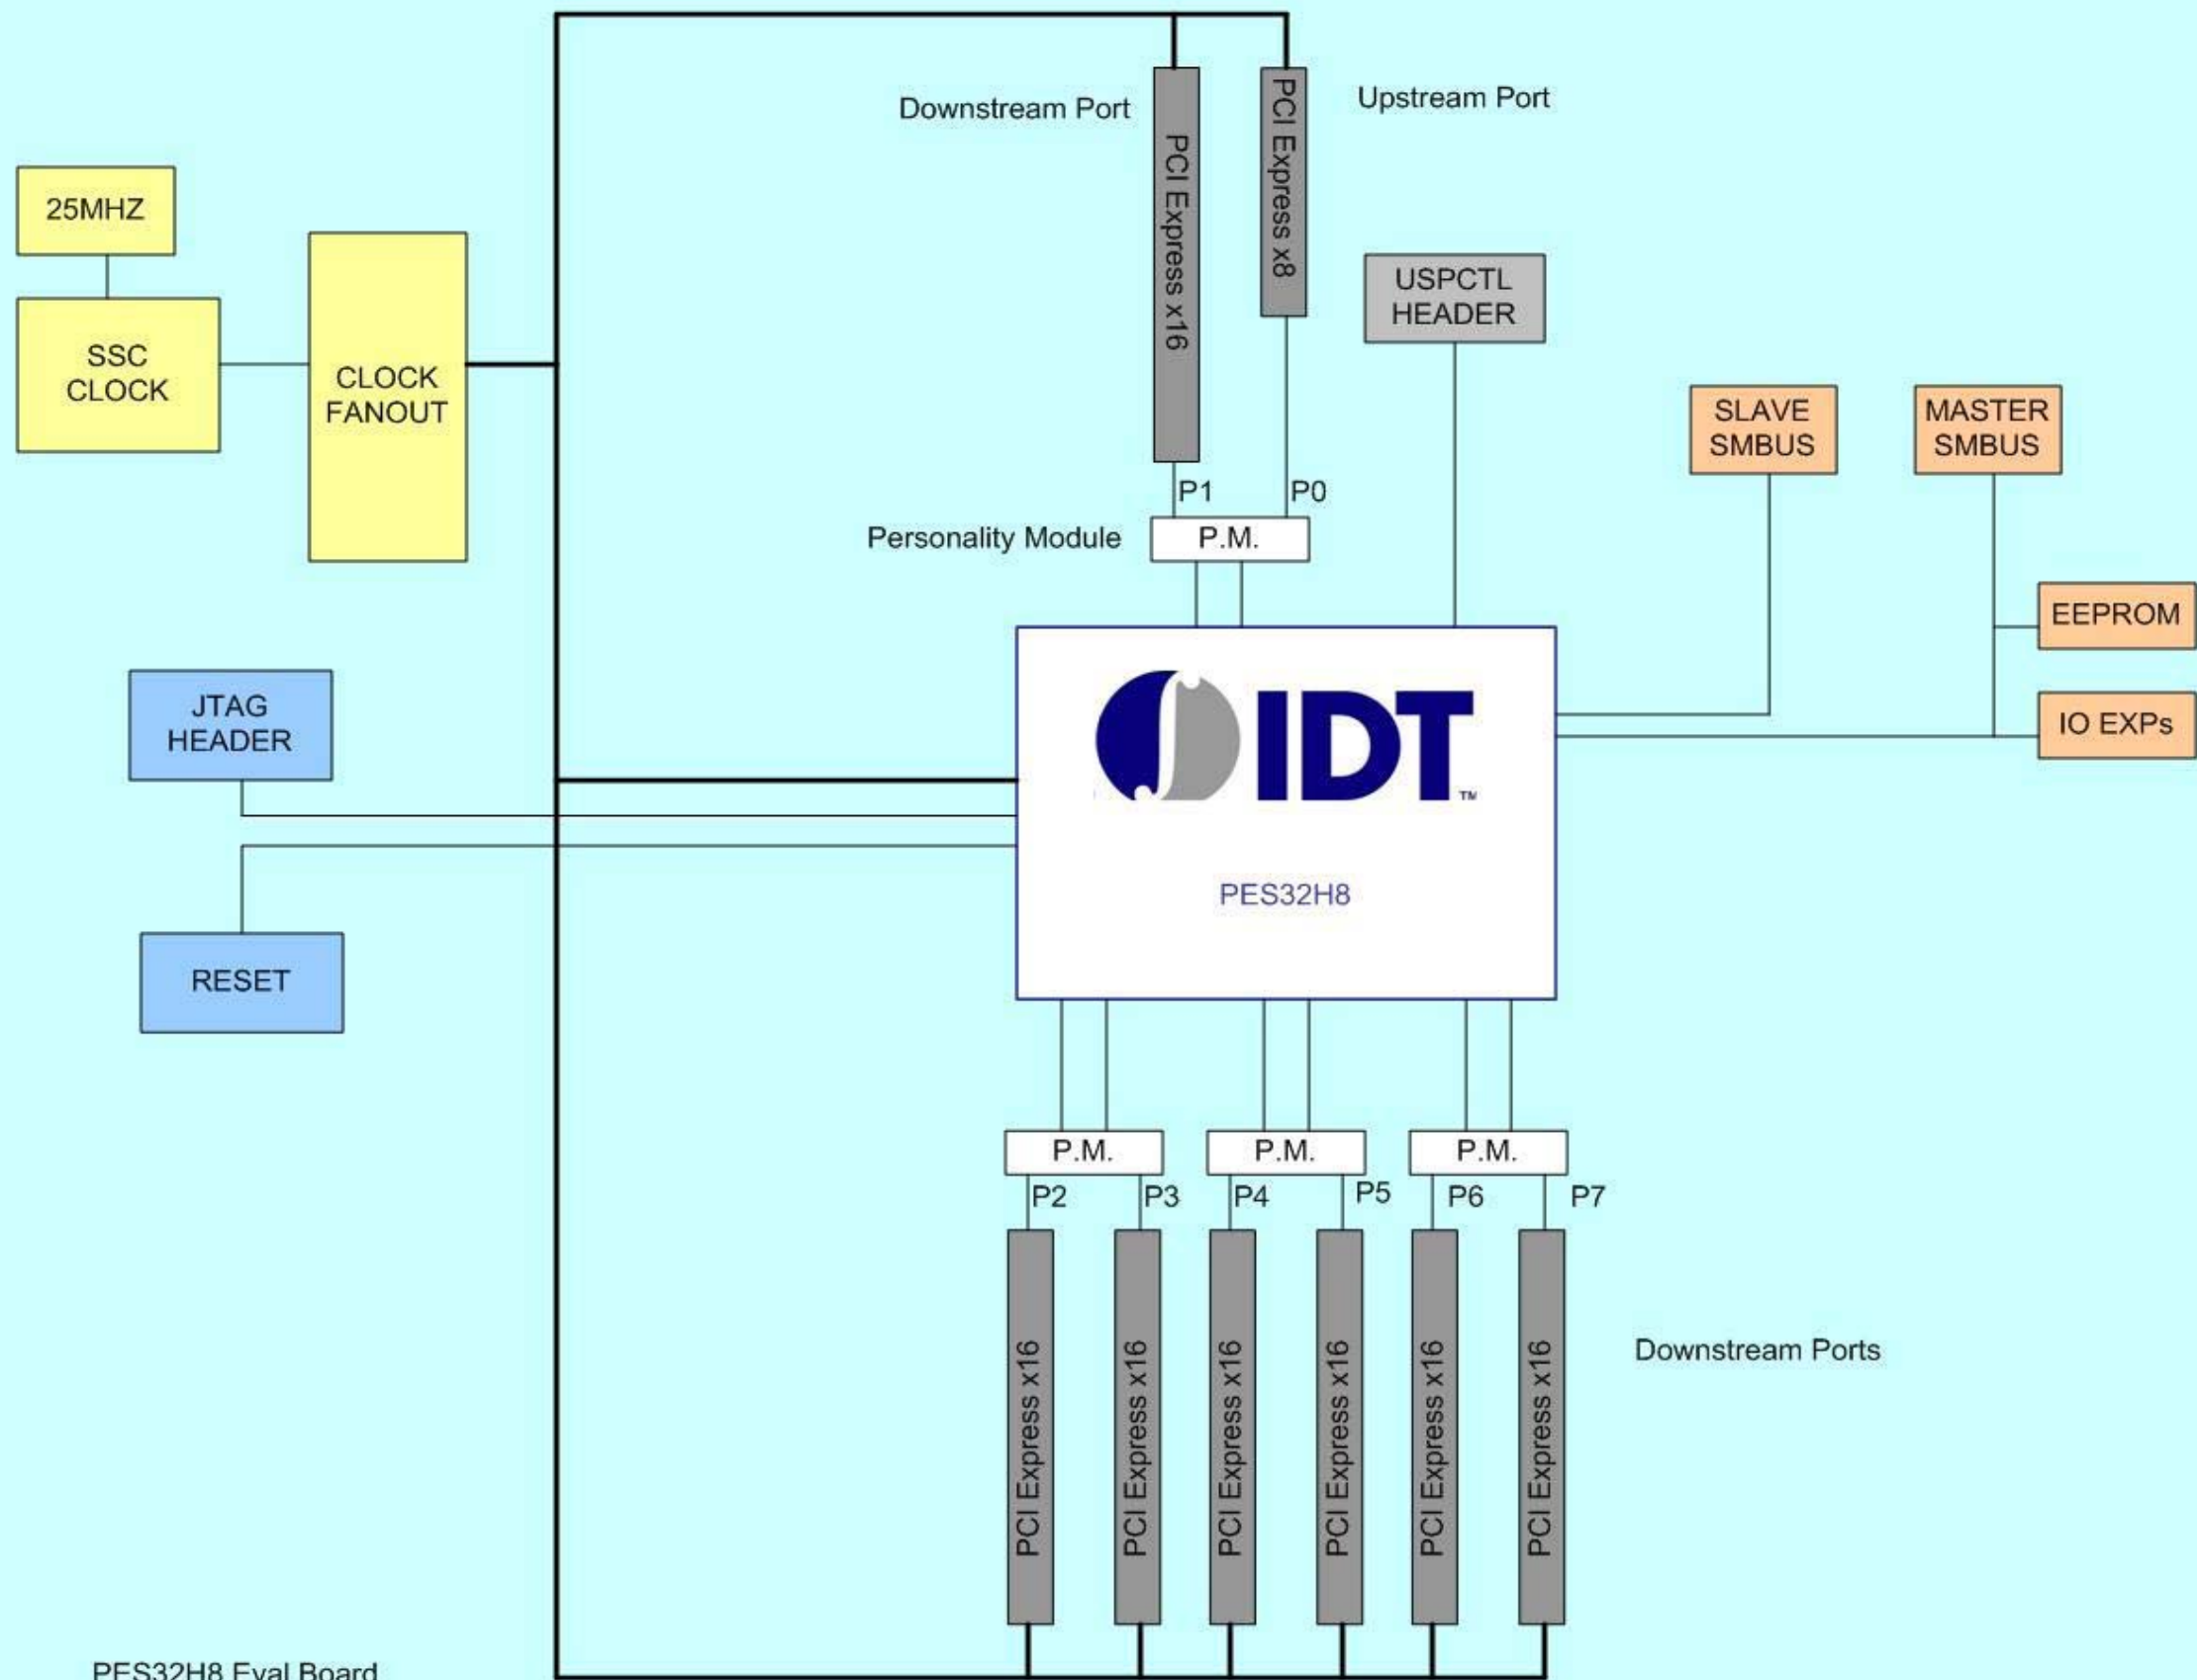 Downstream Port
Upstream Port
PCI Express x16
PCI Express x8
25MHZ
SSC
CLOCK
CLOCK
FANOUT
USPCTL
HEADER
SLAVE
SMBUS
MASTER
SMBUS
P1
P0
Personality Module
P.M.
EEPROM
IO EXPs
JTAG
HEADER
IDT
TM
PES32H8
RESET
P.M.
P.M.
P.M.
P2
P3
P4
P5
P6
P7
PCI Express x16
PCI Express x16
PCI Express x16
PCI Express x16
PCI Express x16
PCI Express x16
Downstream Ports
PES32H8 Eval Board